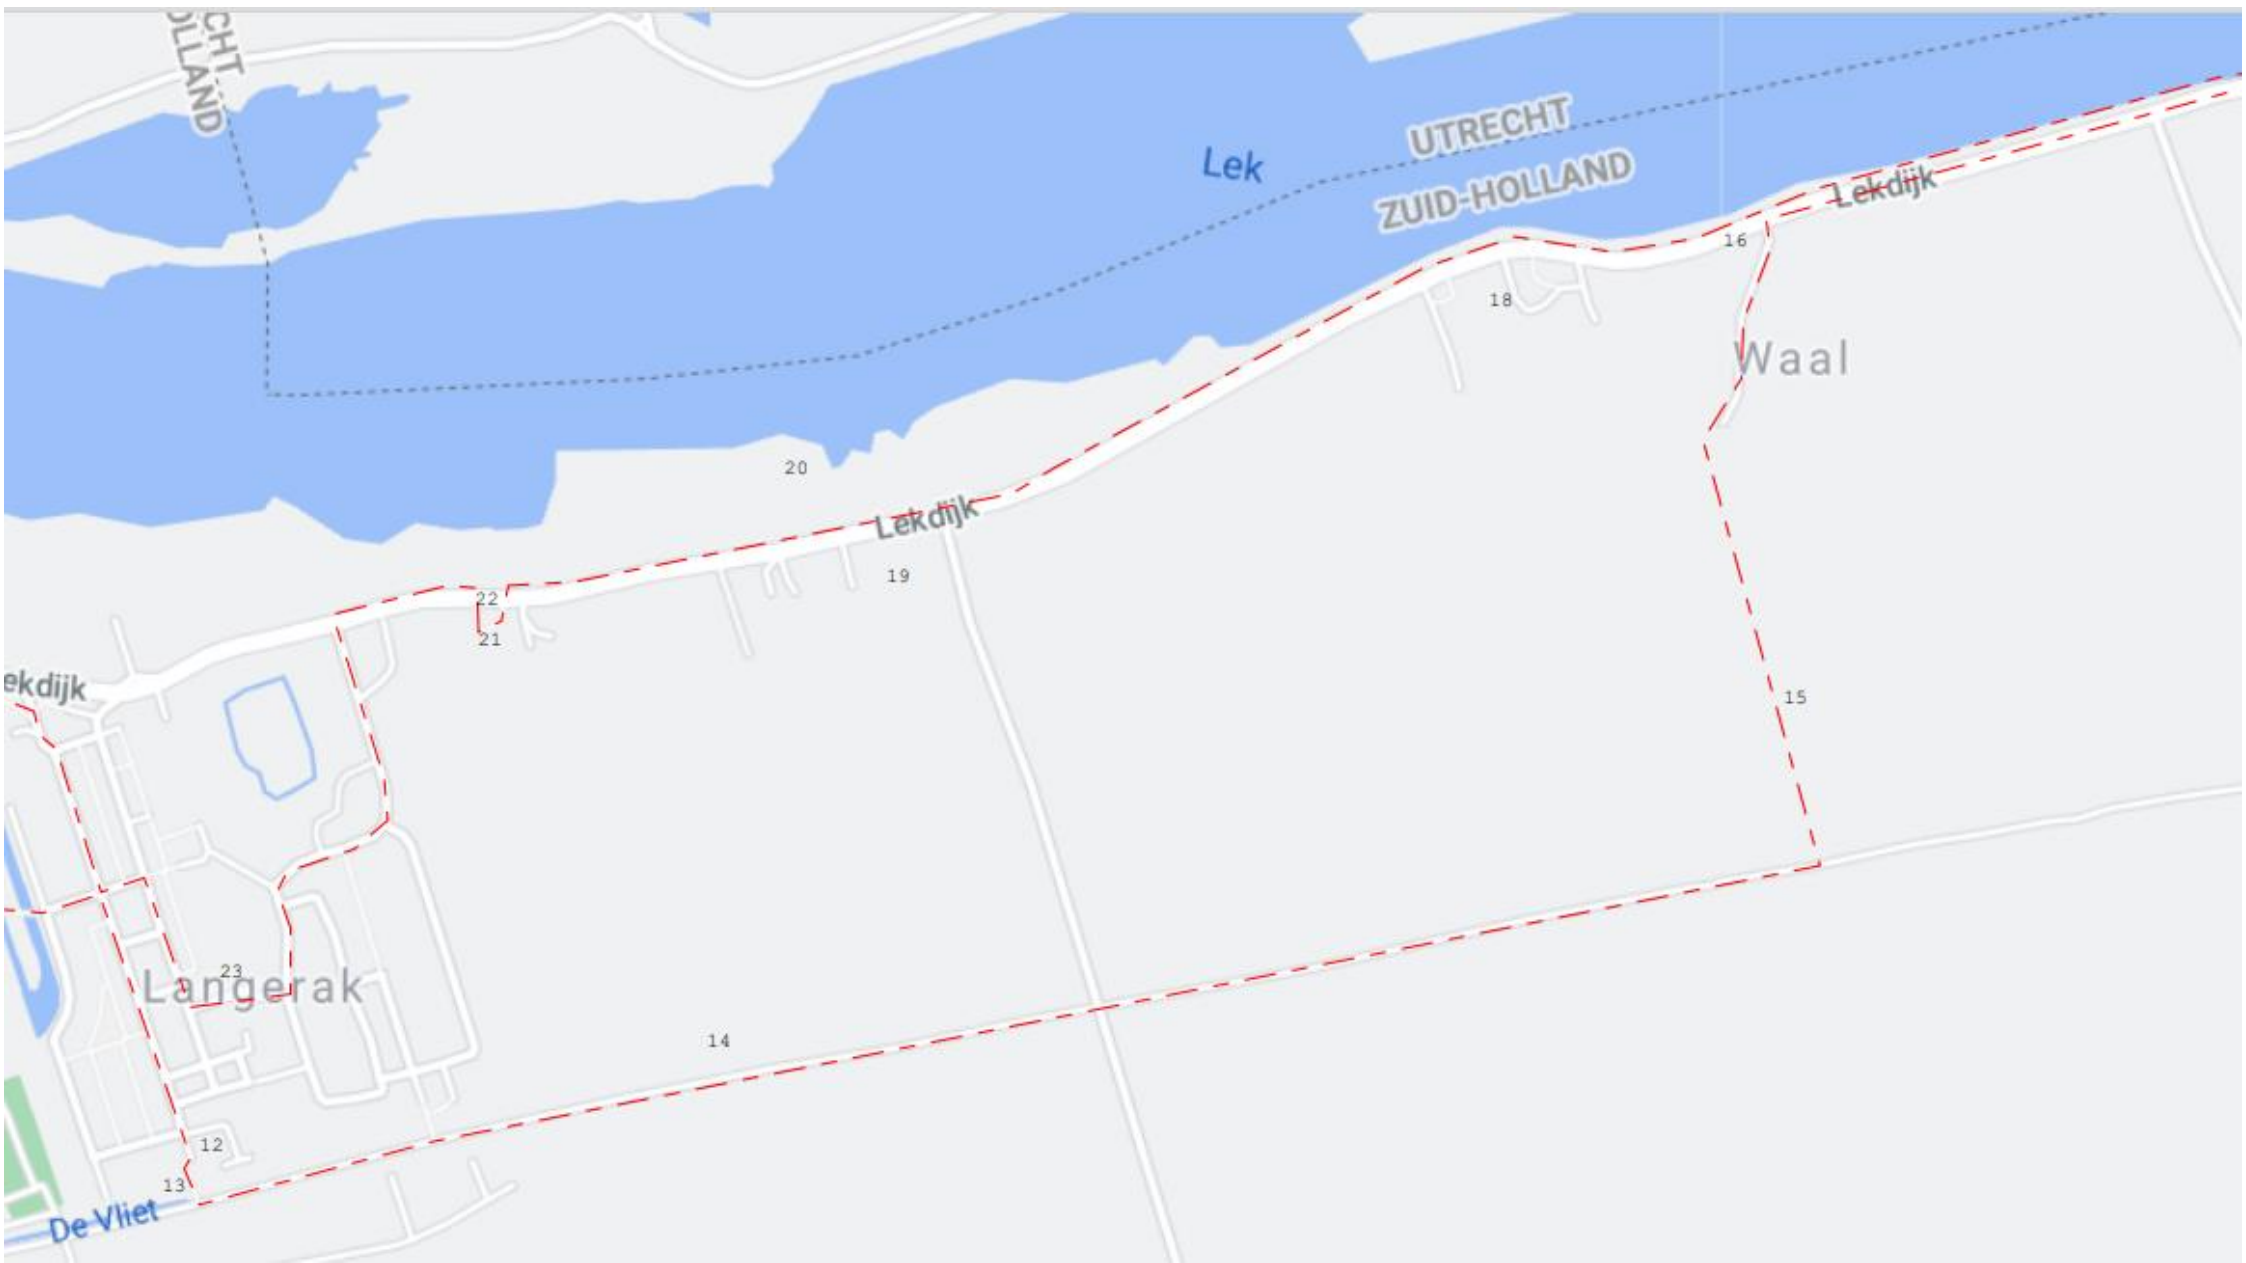 CHT
OLLAND
UTRECHT
Lek
ZUID-HOLLAND
Lekdijk
16
18
Waal
20
Lekdijk
19
22
21
ekdijk
15
23
Langerak
14
12
13
De Vliet